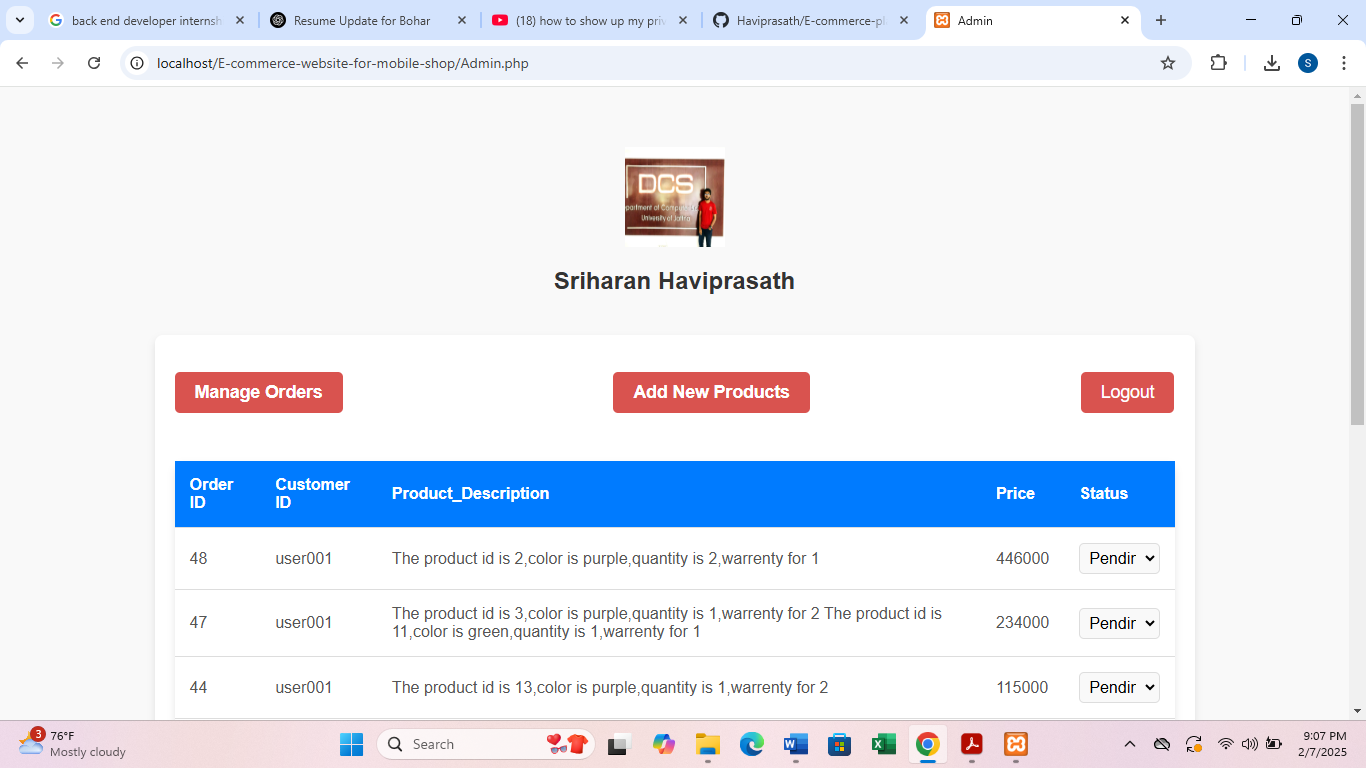 back end developer internsh
Resume Update for Bohar
(18) how to show up my priv
Haviprasath/E-commerce-pl
Admin
localhost/E-commerce-website-for-mobile-shop/Admin.php
S
DCS
partment of Comput
University of Jaffna
Sriharan Haviprasath
Manage Orders
Add New Products
Logout
Order ID
Customer ID
Product_Description
Price
Status
48
user001
The product id is 2,color is purple,quantity is 2,warrenty for 1
446000
Pendir
47
user001
The product id is 3,color is purple,quantity is 1,warrenty for 2 The product id is
11,color is green,quantity is 1,warrenty for 1
234000
Pendir
44
user001
The product id is 13,color is purple,quantity is 1,warrenty for 2
115000
Pendir
3
76°F
Mostly cloudy
Search
9:07 PM
2/7/2025